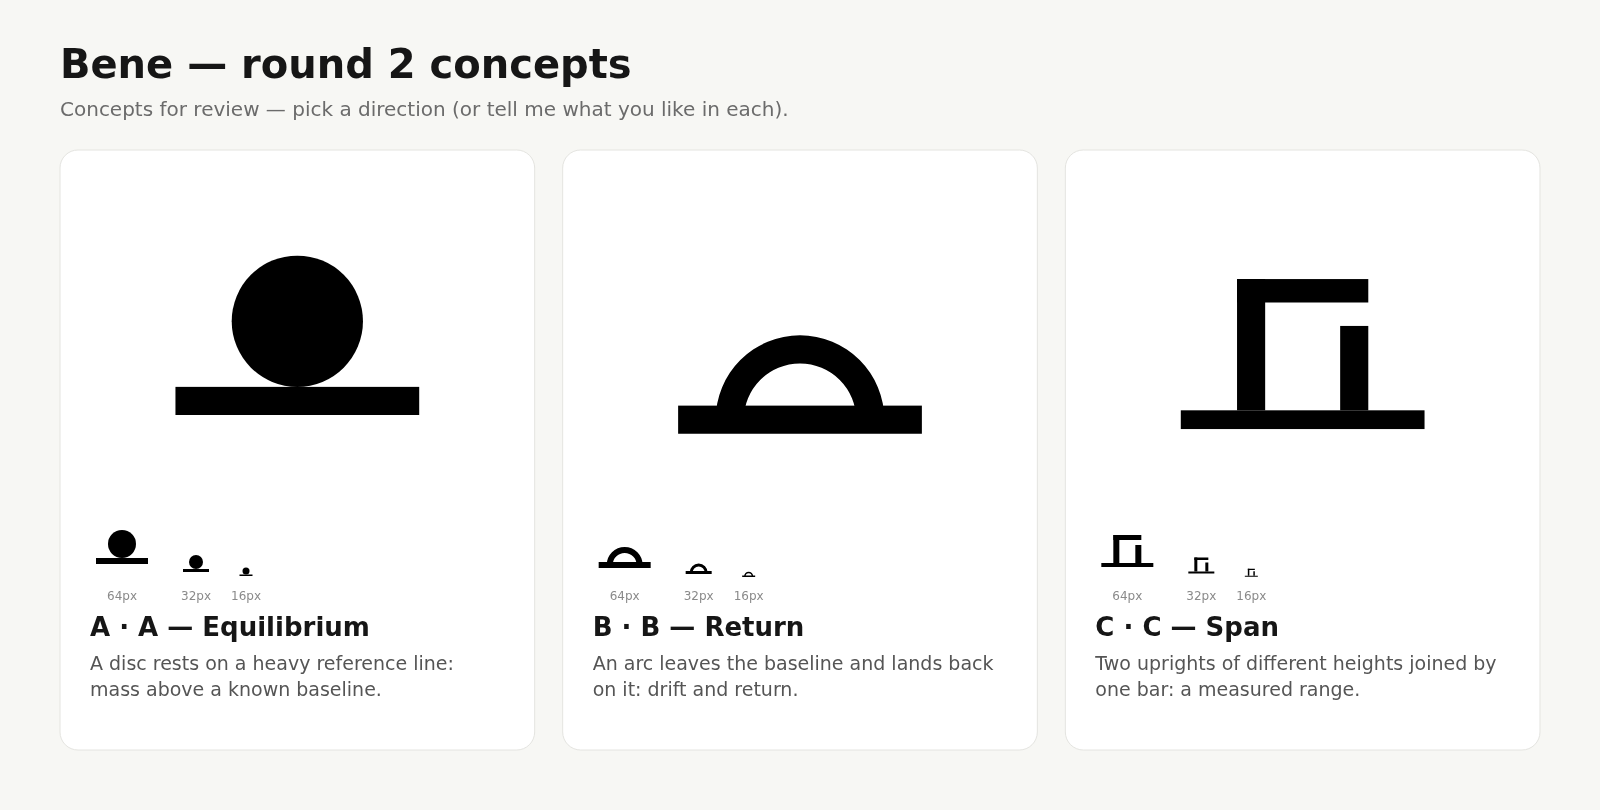 Bene — round 2 concepts
Concepts for review — pick a direction (or tell me what you like in each).
64px 32px 16px
A · A — Equilibrium
A disc rests on a heavy reference line:
mass above a known baseline.
64px 32px 16px
B · B — Return
An arc leaves the baseline and lands back
on it: drift and return.
64px 32px 16px
C · C — Span
Two uprights of different heights joined by
one bar: a measured range.